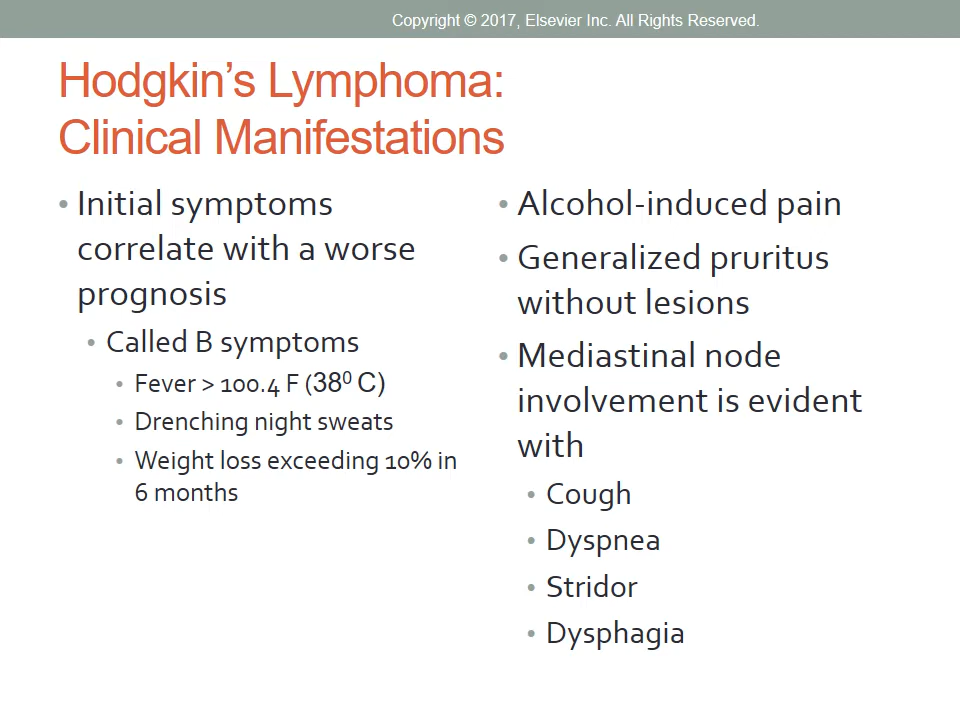 Copyright © 2017, Elsevier Inc. All Rights Reserved.
Hodgkin’s Lymphoma:
Clinical Manifestations
• Initial symptoms
correlate with a worse
prognosis
• Called B symptoms
• Fever > 100.4 F (38⁰ C)
• Drenching night sweats
• Weight loss exceeding 10% in
6 months
• Alcohol-induced pain
• Generalized pruritus
without lesions
• Mediastinal node
involvement is evident
with
• Cough
• Dyspnea
• Stridor
• Dysphagia